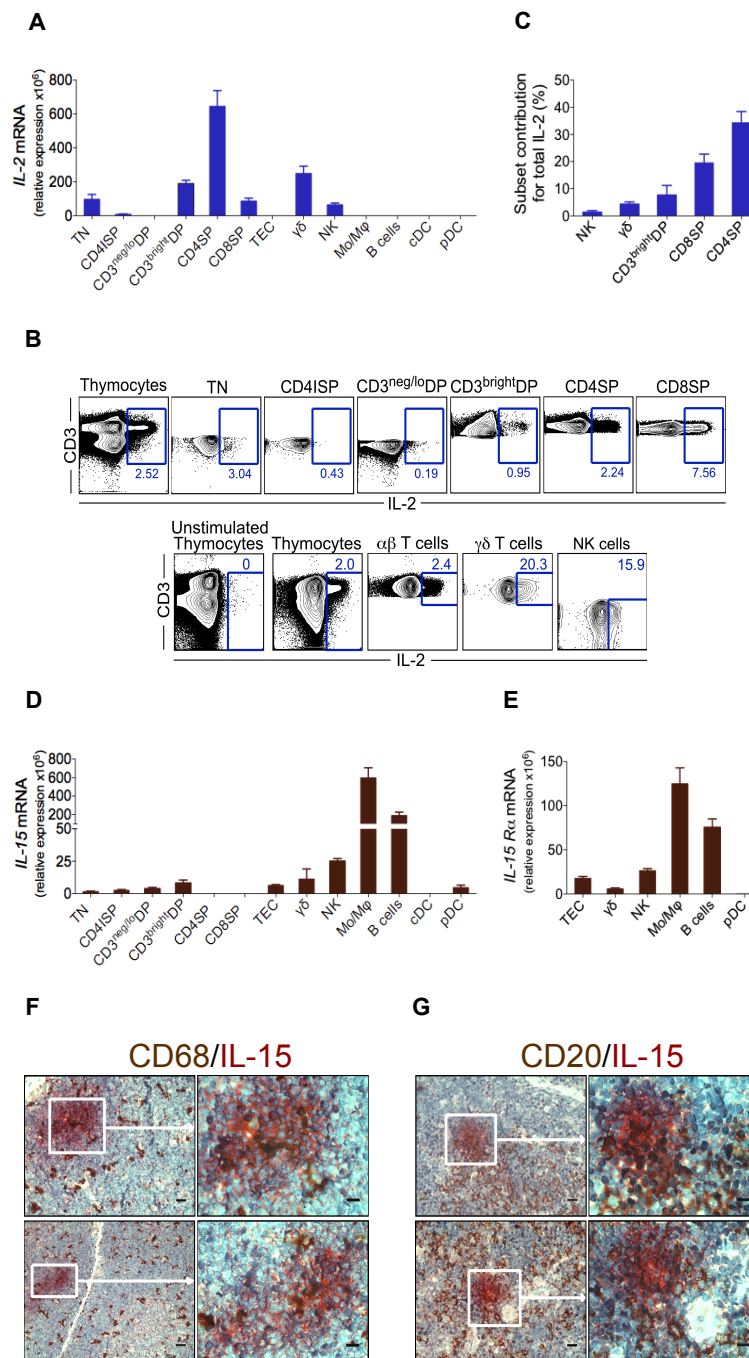 A
IL-2 mRNA
(relative expression x10⁶)
800
600
400
200
0
TN
CD4ISP
CD3ⁿᵉᵍ/ˡᵒDP
CD3ᵇʳⁱᵍʰᵗDP
CD4SP
CD8SP
TEC
γδ
NK
Mo/Mφ
B cells
cDC
pDC
C
Subset contribution
for total IL-2 (%)
50
40
30
20
10
0
NK
γδ
CD3ᵇʳⁱᵍʰᵗDP
CD8SP
CD4SP
B
Thymocytes
TN
CD4ISP
CD3ⁿᵉᵍ/ˡᵒDP
CD3ᵇʳⁱᵍʰᵗDP
CD4SP
CD8SP
CD3
2.52
3.04
0.43
0.19
0.95
2.24
7.56
IL-2
Unstimulated
Thymocytes
Thymocytes
αβ T cells
γδ T cells
NK cells
CD3
0
2.0
2.4
20.3
15.9
IL-2
D
IL-15 mRNA
(relative expression x10⁶)
800
600
400
200
50
25
0
TN
CD4ISP
CD3ⁿᵉᵍ/ˡᵒDP
CD3ᵇʳⁱᵍʰᵗDP
CD4SP
CD8SP
TEC
γδ
NK
Mo/Mφ
B cells
cDC
pDC
E
IL-15 Rα mRNA
(relative expression x10⁶)
150
100
50
0
TEC
γδ
NK
Mo/Mφ
B cells
pDC
F
CD68/IL-15
G
CD20/IL-15